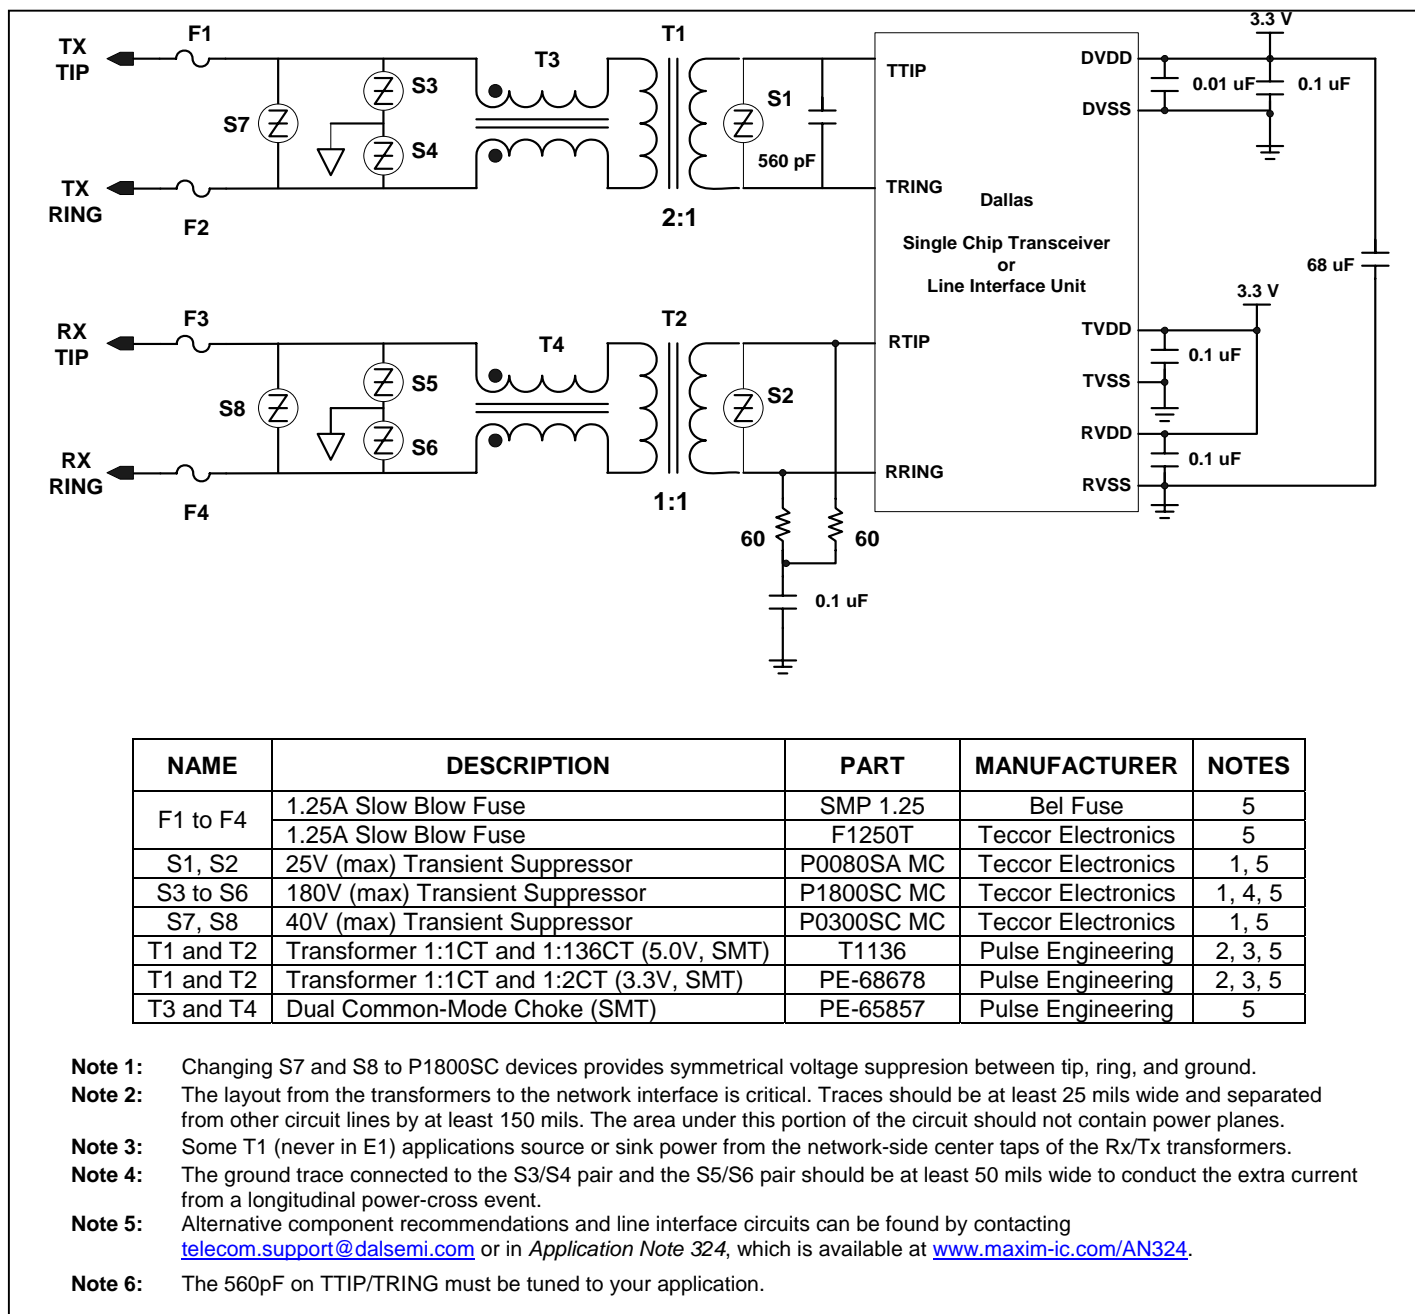 3.3 V
TX
TIP
F1
T3
T1
S3
S7
S4
S1
560 pF
TTIP
DVDD
0.01 uF
0.1 uF
DVSS
TX
RING
F2
2:1
TRING
Dallas
Single Chip Transceiver
or
Line Interface Unit
68 uF
3.3 V
RX
TIP
F3
T4
T2
S5
S8
S6
S2
RTIP
TVDD
0.1 uF
TVSS
RVDD
0.1 uF
RVSS
RX
RING
F4
1:1
RRING
60
60
0.1 uF
NAME DESCRIPTION PART MANUFACTURER NOTES
F1 to F4 1.25A Slow Blow Fuse SMP 1.25 Bel Fuse 5
1.25A Slow Blow Fuse F1250T Teccor Electronics 5
S1, S2 25V (max) Transient Suppressor P0080SA MC Teccor Electronics 1, 5
S3 to S6 180V (max) Transient Suppressor P1800SC MC Teccor Electronics 1, 4, 5
S7, S8 40V (max) Transient Suppressor P0300SC MC Teccor Electronics 1, 5
T1 and T2 Transformer 1:1CT and 1:136CT (5.0V, SMT) T1136 Pulse Engineering 2, 3, 5
T1 and T2 Transformer 1:1CT and 1:2CT (3.3V, SMT) PE-68678 Pulse Engineering 2, 3, 5
T3 and T4 Dual Common-Mode Choke (SMT) PE-65857 Pulse Engineering 5
Note 1: Changing S7 and S8 to P1800SC devices provides symmetrical voltage suppresion between tip, ring, and ground.
Note 2: The layout from the transformers to the network interface is critical. Traces should be at least 25 mils wide and separated
from other circuit lines by at least 150 mils. The area under this portion of the circuit should not contain power planes.
Note 3: Some T1 (never in E1) applications source or sink power from the network-side center taps of the Rx/Tx transformers.
Note 4: The ground trace connected to the S3/S4 pair and the S5/S6 pair should be at least 50 mils wide to conduct the extra current
from a longitudinal power-cross event.
Note 5: Alternative component recommendations and line interface circuits can be found by contacting
telecom.support@dalsemi.com or in Application Note 324, which is available at www.maxim-ic.com/AN324.
Note 6: The 560pF on TTIP/TRING must be tuned to your application.